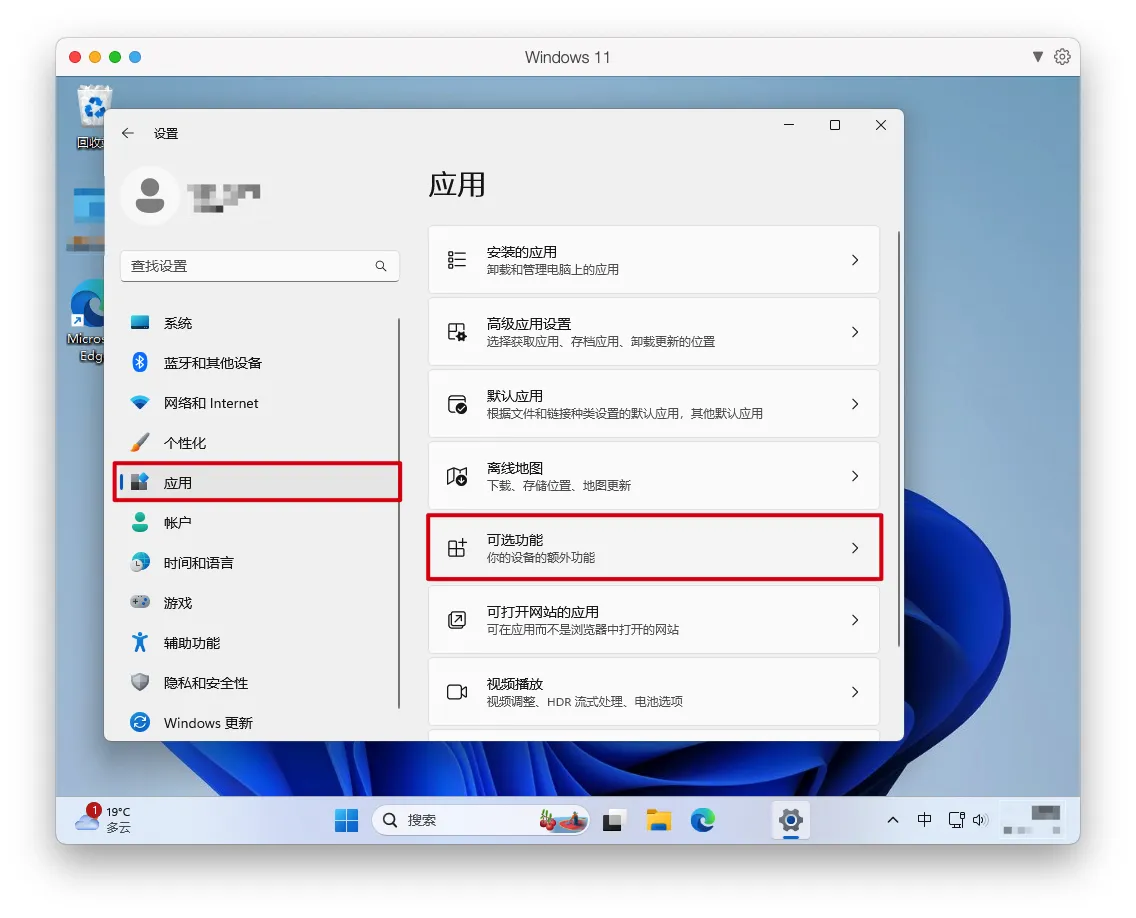 Windows 11
回收
Micros
Edg
设置
查找设置
系统
蓝牙和其他设备
网络和 Internet
个性化
应用
帐户
时间和语言
游戏
辅助功能
隐私和安全性
Windows 更新
应用
安装的应用
卸载和管理电脑上的应用
高级应用设置
选择获取应用、存档应用、卸载更新的位置
默认应用
根据文件和链接种类设置的默认应用，其他默认应用
离线地图
下载、存储位置、地图更新
可选功能
你的设备的额外功能
可打开网站的应用
可在应用而不是浏览器中打开的网站
视频播放
视频调整、HDR 流式处理、电池选项
1
19°C
多云
搜索
中